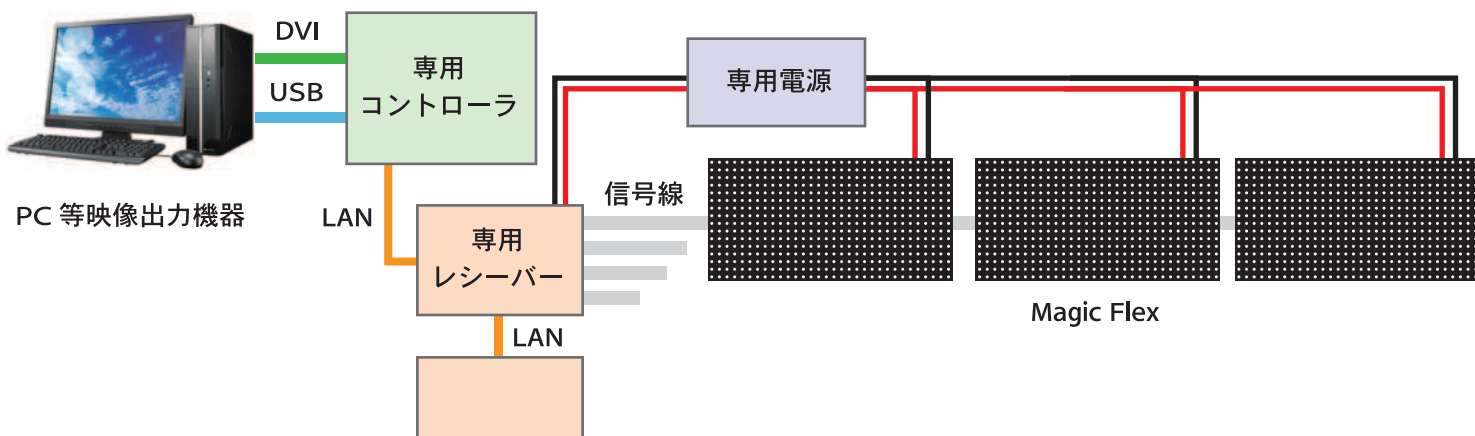 DVI
USB
専用
コントローラ
専用電源
PC 等映像出力機器
LAN
専用
レシーバー
信号線
Magic Flex
LAN